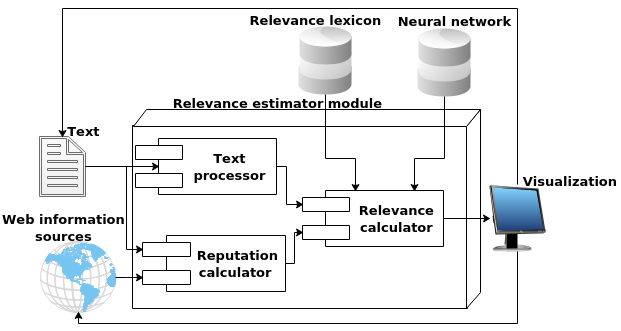 Relevance lexicon
Neural network
Relevance estimator module
Text
Text
processor
Visualization
Relevance
calculator
Web information
sources
Reputation
calculator